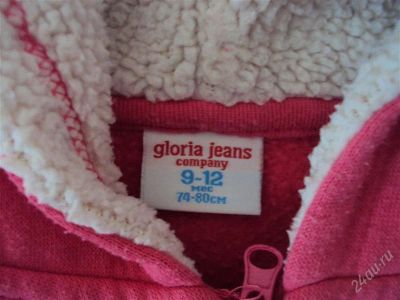 gloria jeans
company
9-12
мес
74-80см
24au.ru